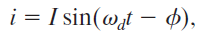 i = I sin(ω_d t − ϕ),